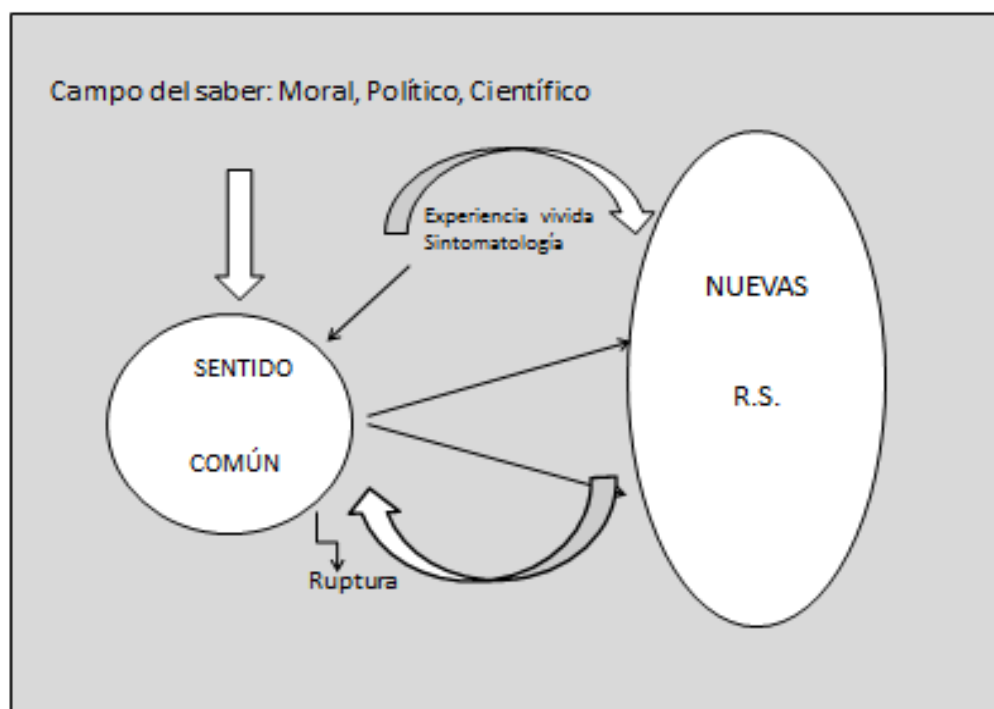 Campo del saber: Moral, Político, Científico
Experiencia vivida
Sintomatología
NUEVAS
R.S.
SENTIDO
COMÚN
Ruptura